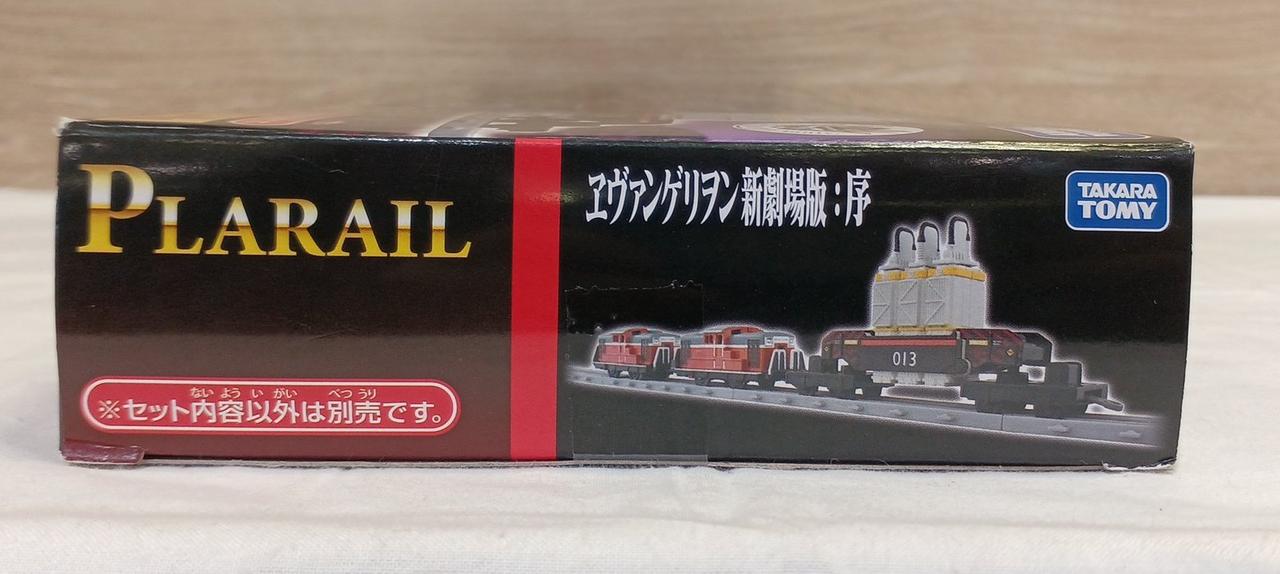 PLARAIL
ヱヴァンゲリヲン新劇場版:序
TAKARA
TOMY
013
ないよういがい べつうり
※セット内容以外は別売です。